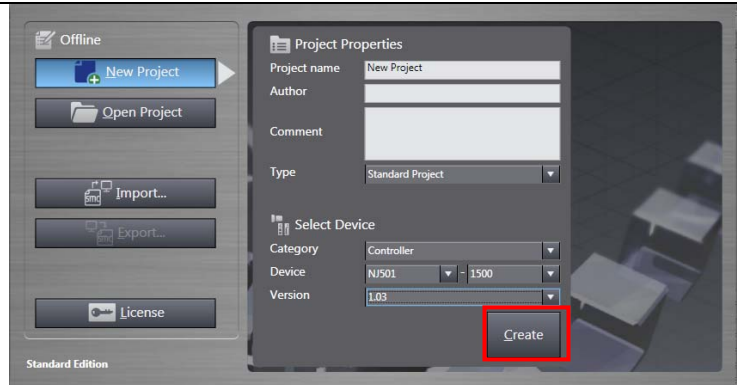 Offline
New Project
Open Project
Import...
Export...
License
Standard Edition
Project Properties
Project name New Project
Author
Comment
Type Standard Project
Select Device
Category Controller
Device NJ501 - 1500
Version 1.03
Create